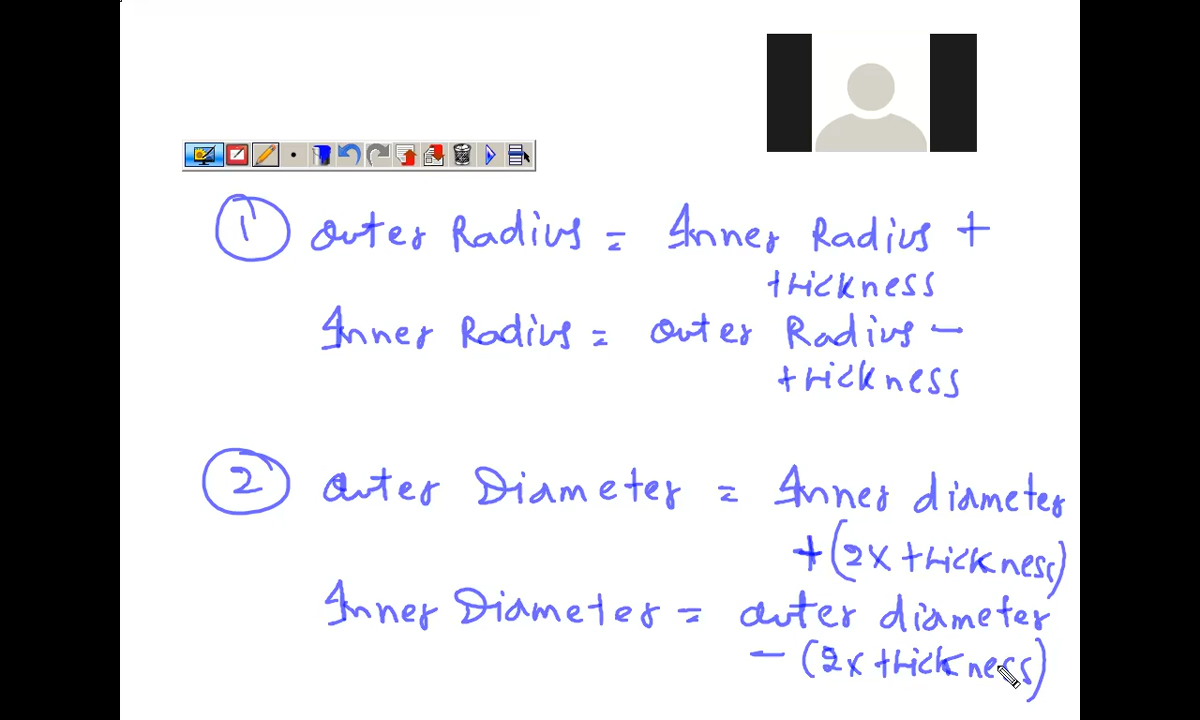 1 Outer Radius = Inner Radius +
thickness
Inner Radius = Outer Radius -
thickness
2 Outer Diameter = Inner diameter
+ (2x thickness)
Inner Diameter = outer diameter
- (2x thickness)